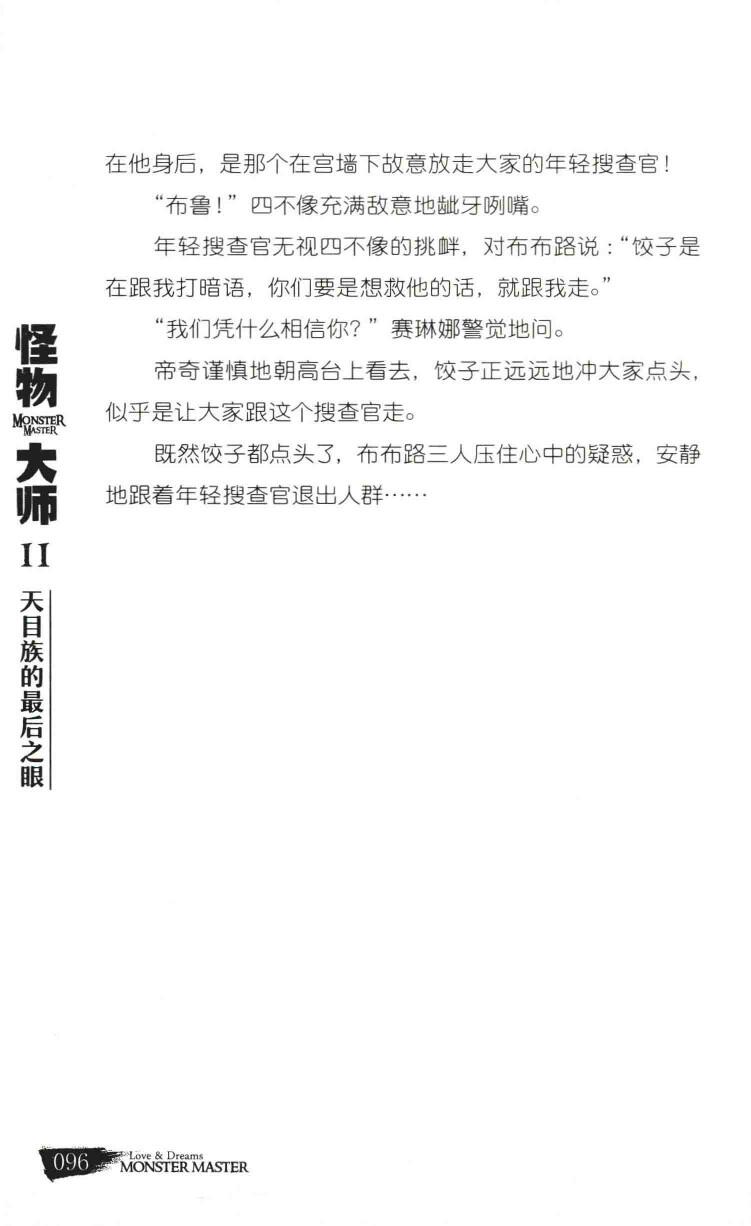 在他身后，是那个在宫墙下故意放走大家的年轻搜查官！
“布鲁！”四不像充满敌意地龇牙咧嘴。
年轻搜查官无视四不像的挑衅，对布布路说：“饺子是
在跟我打暗语，你们要是想救他的话，就跟我走。”
“我们凭什么相信你？”赛琳娜警觉地问。
帝奇谨慎地朝高台上看去，饺子正远远地冲大家点头，
似乎是让大家跟这个搜查官走。
既然饺子都点头了，布布路三人压住心中的疑惑，安静
地跟着年轻搜查官退出人群……
怪物
MONSTER
MASTER
大师
II
天目族的最后之眼
096
Love & Dreams
MONSTER MASTER